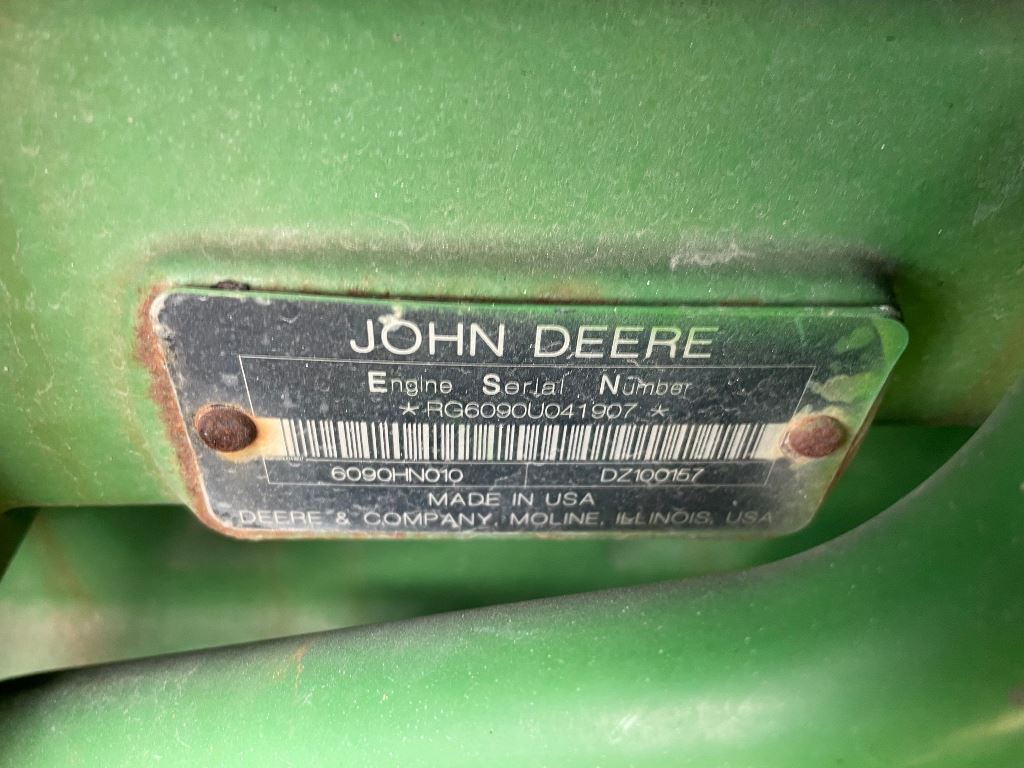 JOHN DEERE
Engine Serial Number
* RG6090U041907 *
6090HN010 DZ100157
MADE IN USA
DEERE & COMPANY, MOLINE, ILLINOIS, USA